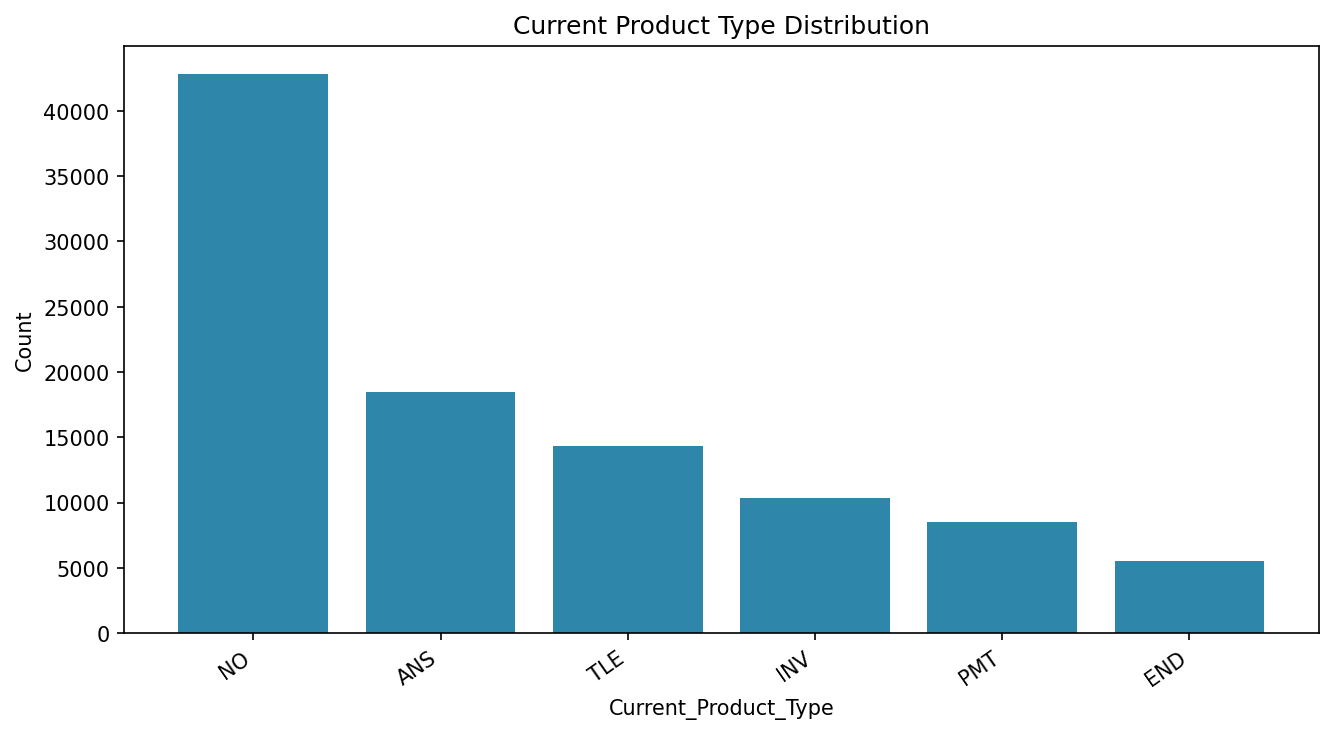 Current Product Type Distribution
Count
40000
35000
30000
25000
20000
15000
10000
5000
0
NO ANS TLE INV PMT END
Current_Product_Type